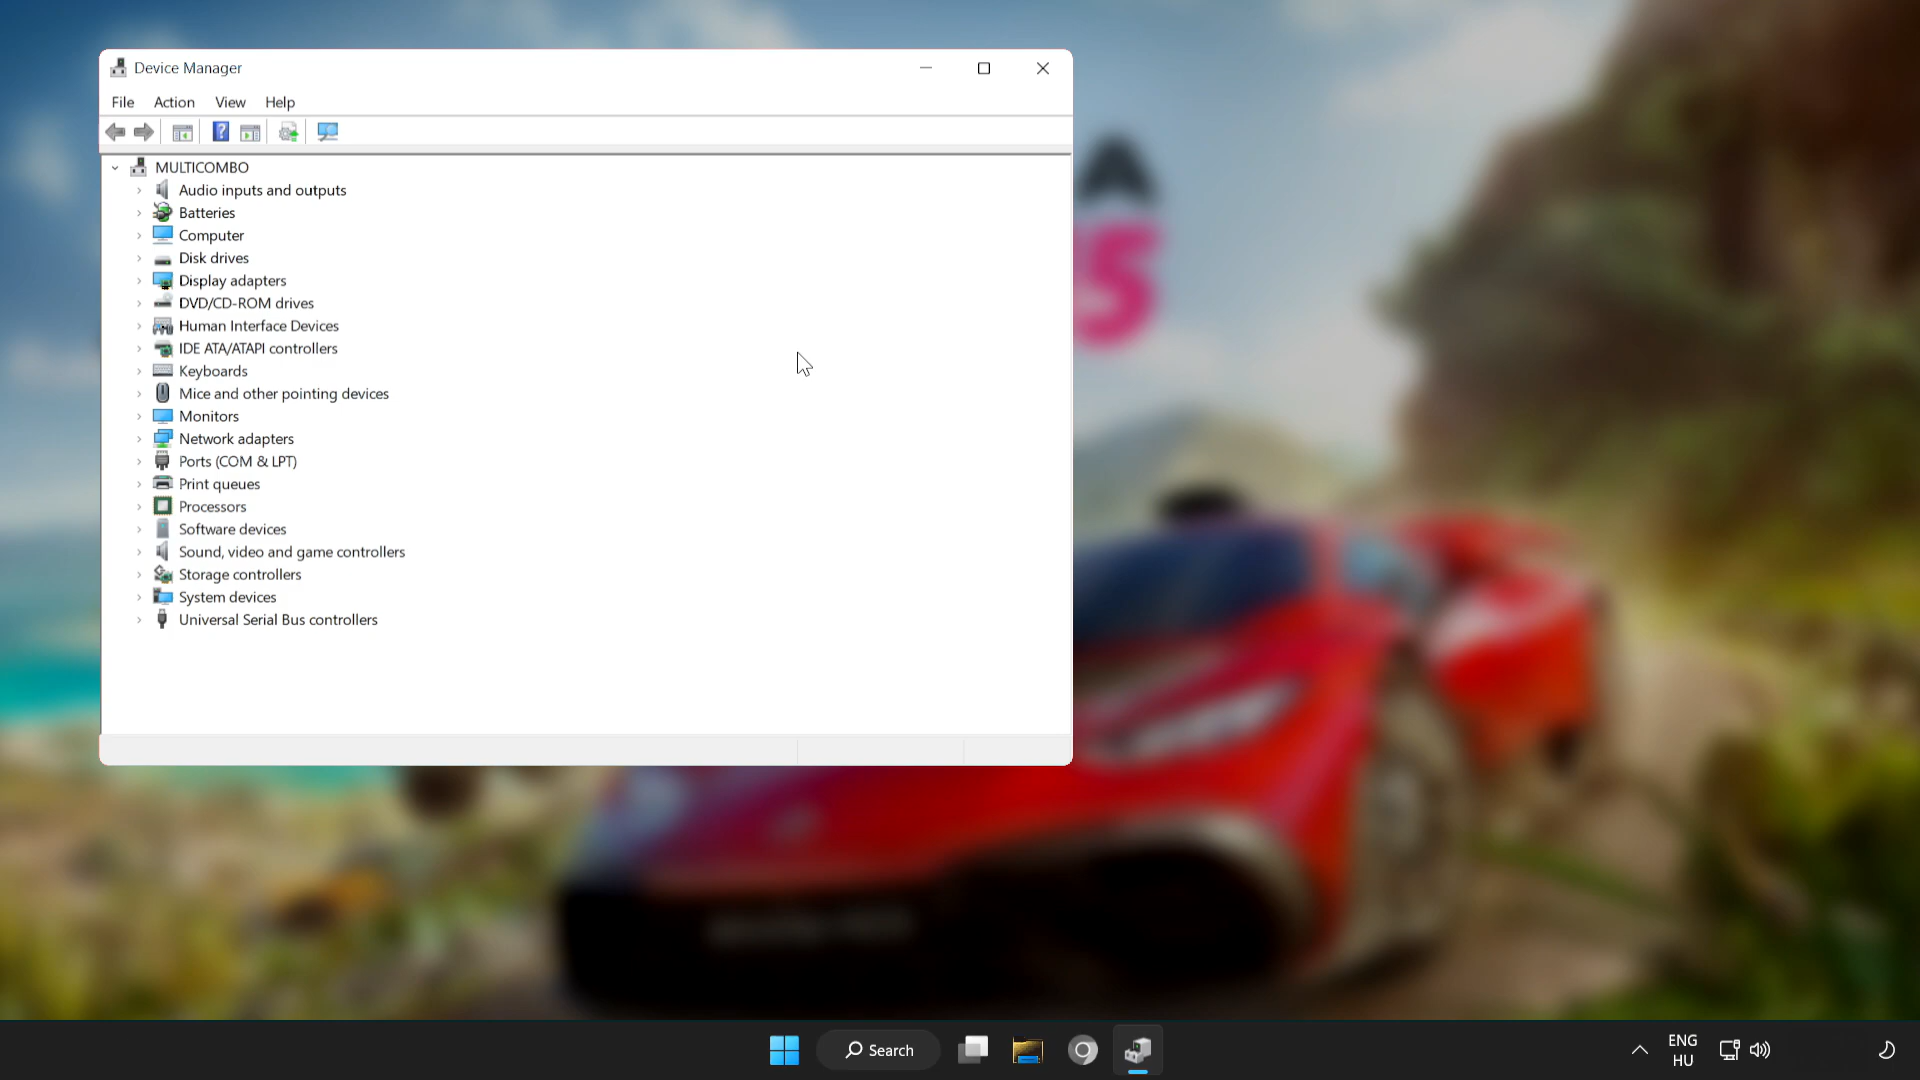 Device Manager
File Action View Help
MULTICOMBO
Audio inputs and outputs
Batteries
Computer
Disk drives
Display adapters
DVD/CD-ROM drives
Human Interface Devices
IDE ATA/ATAPI controllers
Keyboards
Mice and other pointing devices
Monitors
Network adapters
Ports (COM & LPT)
Print queues
Processors
Software devices
Sound, video and game controllers
Storage controllers
System devices
Universal Serial Bus controllers
A
5
Search
ENG
HU